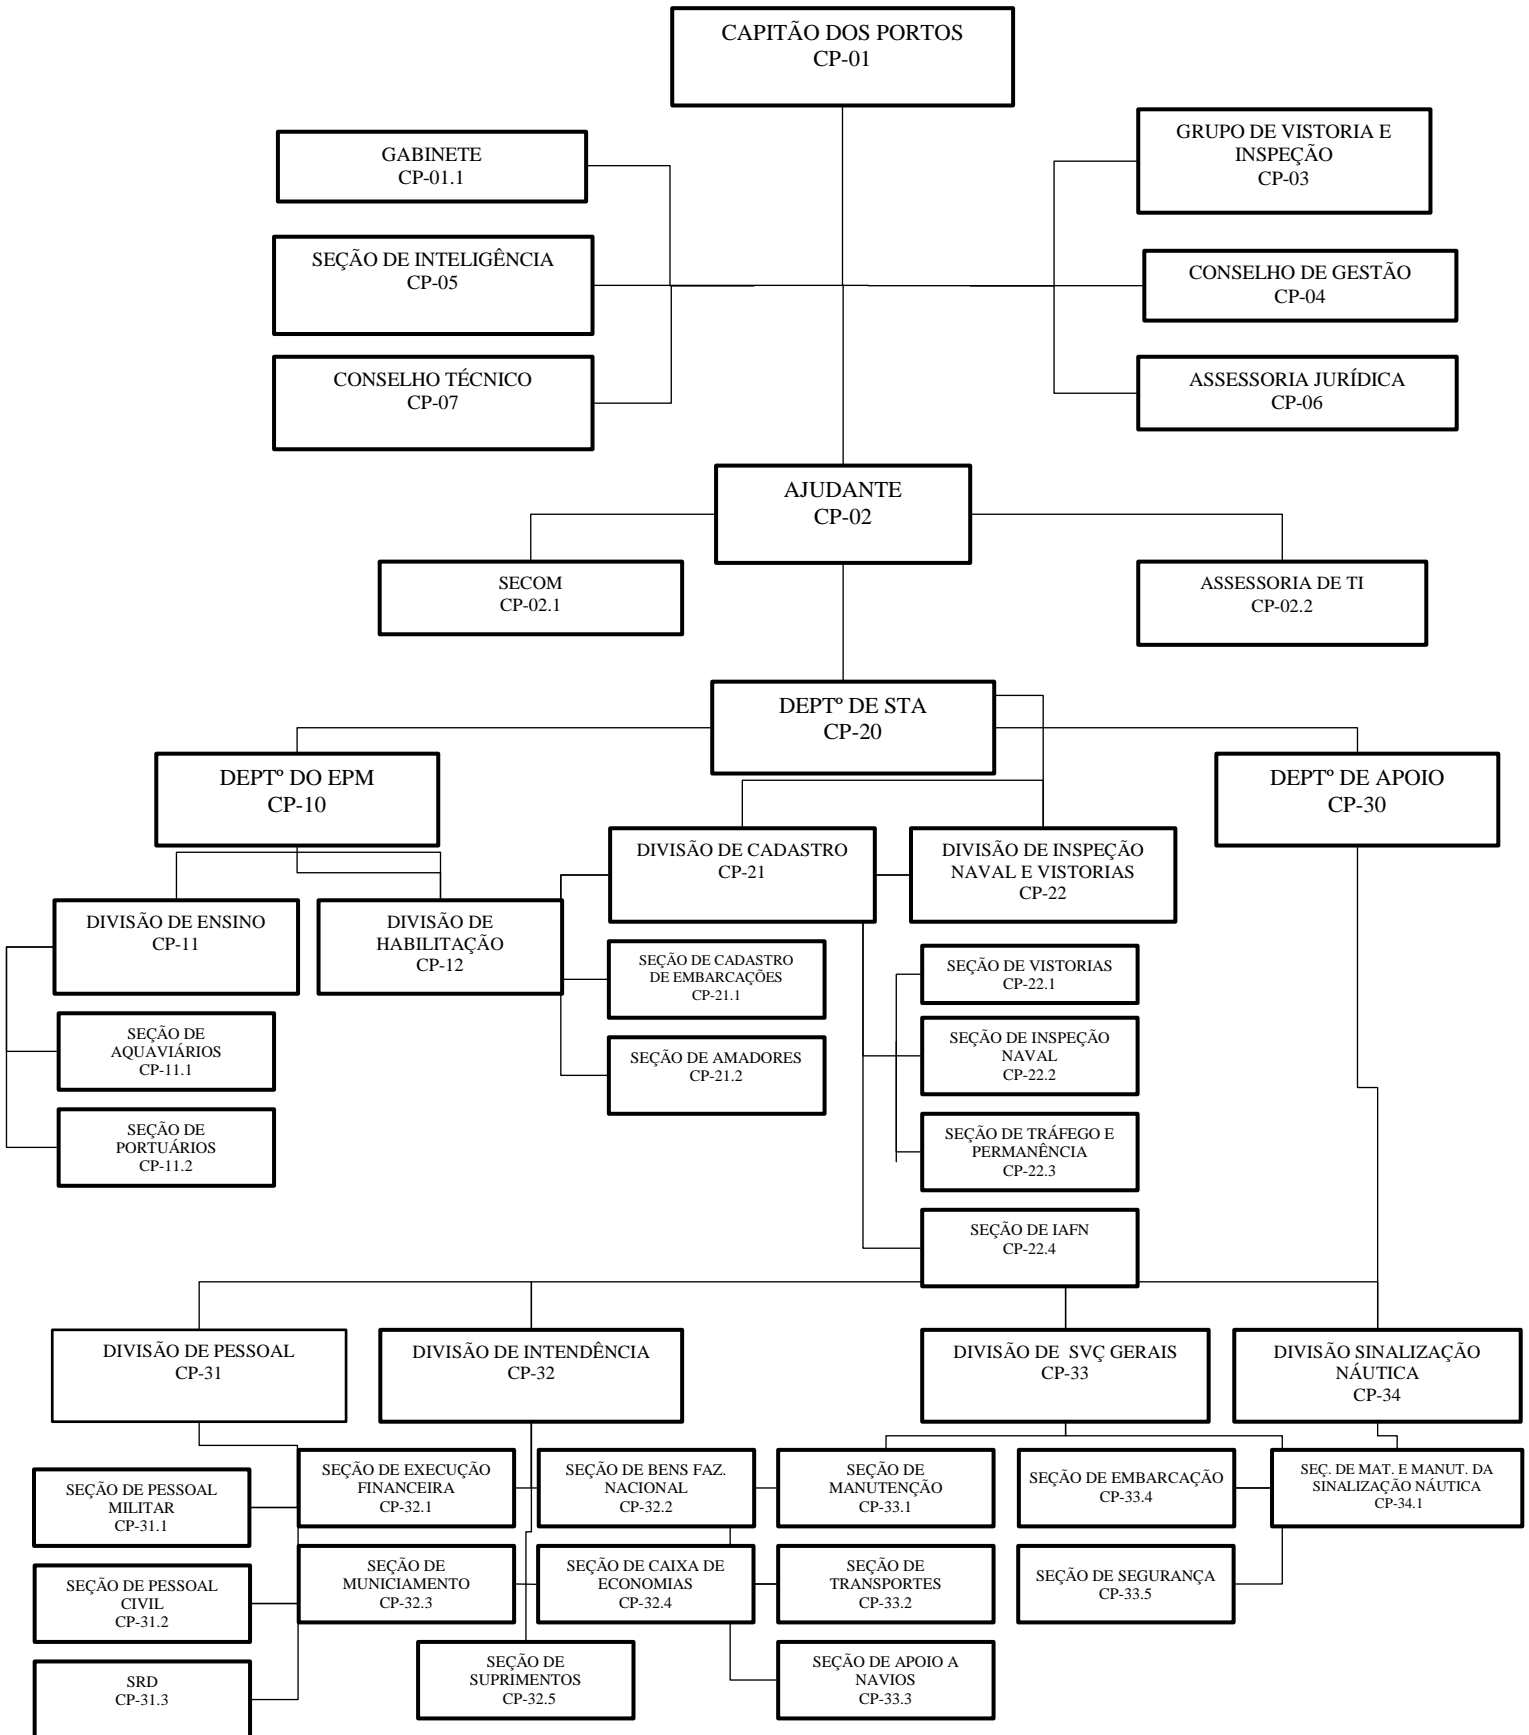 CAPITÃO DOS PORTOS
CP-01
GABINETE
CP-01.1
GRUPO DE VISTORIA E
INSPEÇÃO
CP-03
SEÇÃO DE INTELIGÊNCIA
CP-05
CONSELHO DE GESTÃO
CP-04
CONSELHO TÉCNICO
CP-07
ASSESSORIA JURÍDICA
CP-06
AJUDANTE
CP-02
SECOM
CP-02.1
ASSESSORIA DE TI
CP-02.2
DEPTº DE STA
CP-20
DEPTº DO EPM
CP-10
DEPTº DE APOIO
CP-30
DIVISÃO DE CADASTRO
CP-21
DIVISÃO DE INSPEÇÃO
NAVAL E VISTORIAS
CP-22
DIVISÃO DE ENSINO
CP-11
DIVISÃO DE
HABILITAÇÃO
CP-12
SEÇÃO DE CADASTRO
DE EMBARCAÇÕES
CP-21.1
SEÇÃO DE VISTORIAS
CP-22.1
SEÇÃO DE
AQUAVIÁRIOS
CP-11.1
SEÇÃO DE AMADORES
CP-21.2
SEÇÃO DE INSPEÇÃO
NAVAL
CP-22.2
SEÇÃO DE
PORTUÁRIOS
CP-11.2
SEÇÃO DE TRÁFEGO E
PERMANÊNCIA
CP-22.3
SEÇÃO DE IAFN
CP-22.4
DIVISÃO DE PESSOAL
CP-31
DIVISÃO DE INTENDÊNCIA
CP-32
DIVISÃO DE  SVÇ GERAIS
CP-33
DIVISÃO SINALIZAÇÃO
NÁUTICA
CP-34
SEÇÃO DE PESSOAL
MILITAR
CP-31.1
SEÇÃO DE EXECUÇÃO
FINANCEIRA
CP-32.1
SEÇÃO DE BENS FAZ.
NACIONAL
CP-32.2
SEÇÃO DE
MANUTENÇÃO
CP-33.1
SEÇÃO DE EMBARCAÇÃO
CP-33.4
SEÇ. DE MAT. E MANUT. DA
SINALIZAÇÃO NÁUTICA
CP-34.1
SEÇÃO DE PESSOAL
CIVIL
CP-31.2
SEÇÃO DE
MUNICIAMENTO
CP-32.3
SEÇÃO DE CAIXA DE
ECONOMIAS
CP-32.4
SEÇÃO DE
TRANSPORTES
CP-33.2
SEÇÃO DE SEGURANÇA
CP-33.5
SRD
CP-31.3
SEÇÃO DE
SUPRIMENTOS
CP-32.5
SEÇÃO DE APOIO A
NAVIOS
CP-33.3